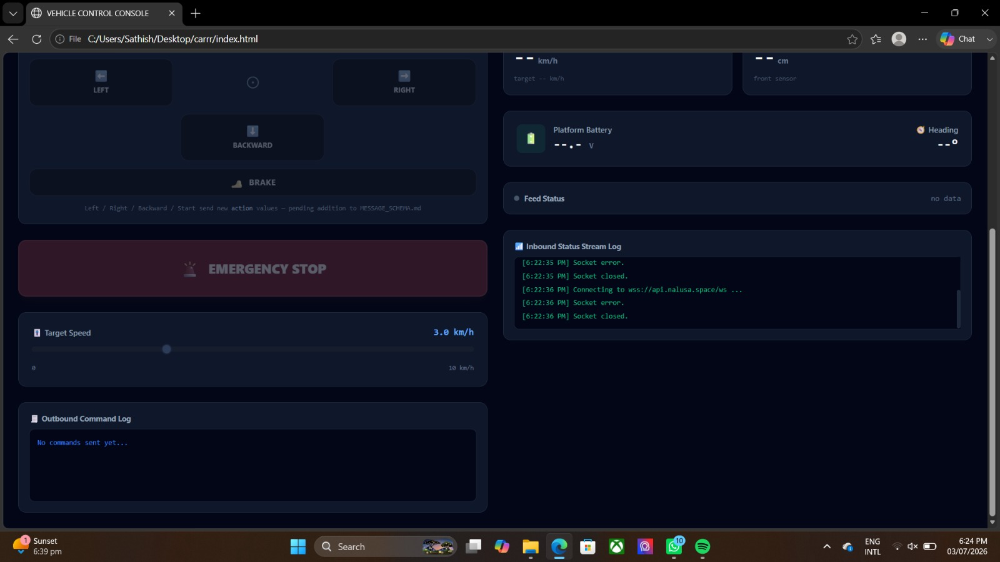 VEHICLE CONTROL CONSOLE
File C:/Users/Sathish/Desktop/carrr/index.html
Chat
LEFT
RIGHT
BACKWARD
BRAKE
Left / Right / Backward / Start send new action values — pending addition to MESSAGE_SCHEMA.md
EMERGENCY STOP
Target Speed
3.0 km/h
0
10 km/h
Outbound Command Log
No commands sent yet...
-- km/h
target -- km/h
-- cm
front sensor
Platform Battery
--.- V
Heading
--°
Feed Status
no data
Inbound Status Stream Log
[6:22:35 PM] Socket error.
[6:22:35 PM] Socket closed.
[6:22:36 PM] Connecting to wss://api.nalusa.space/ws ...
[6:22:36 PM] Socket error.
[6:22:36 PM] Socket closed.
1
Sunset
6:39 pm
Search
10
ENG
INTL
6:24 PM
03/07/2026